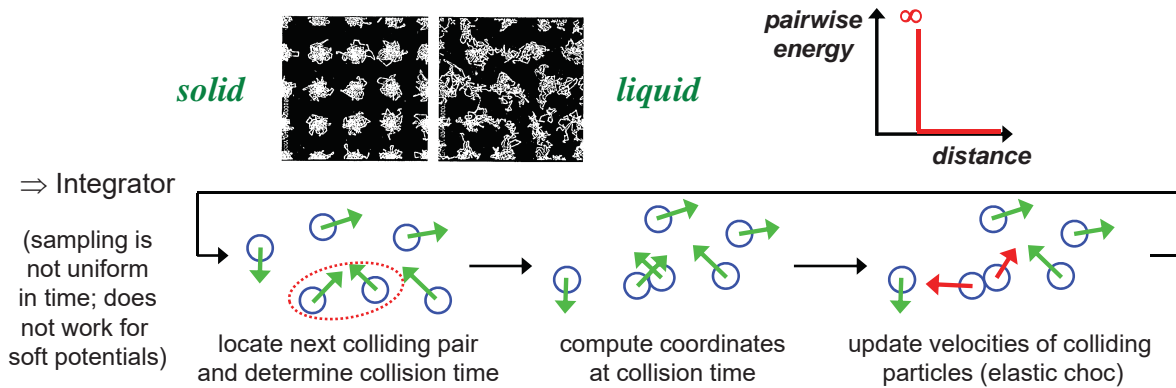 pairwise
energy
∞
solid
liquid
distance
⇒ Integrator
(sampling is
not uniform
in time; does
not work for
soft potentials)
locate next colliding pair
and determine collision time
compute coordinates
at collision time
update velocities of colliding
particles (elastic choc)